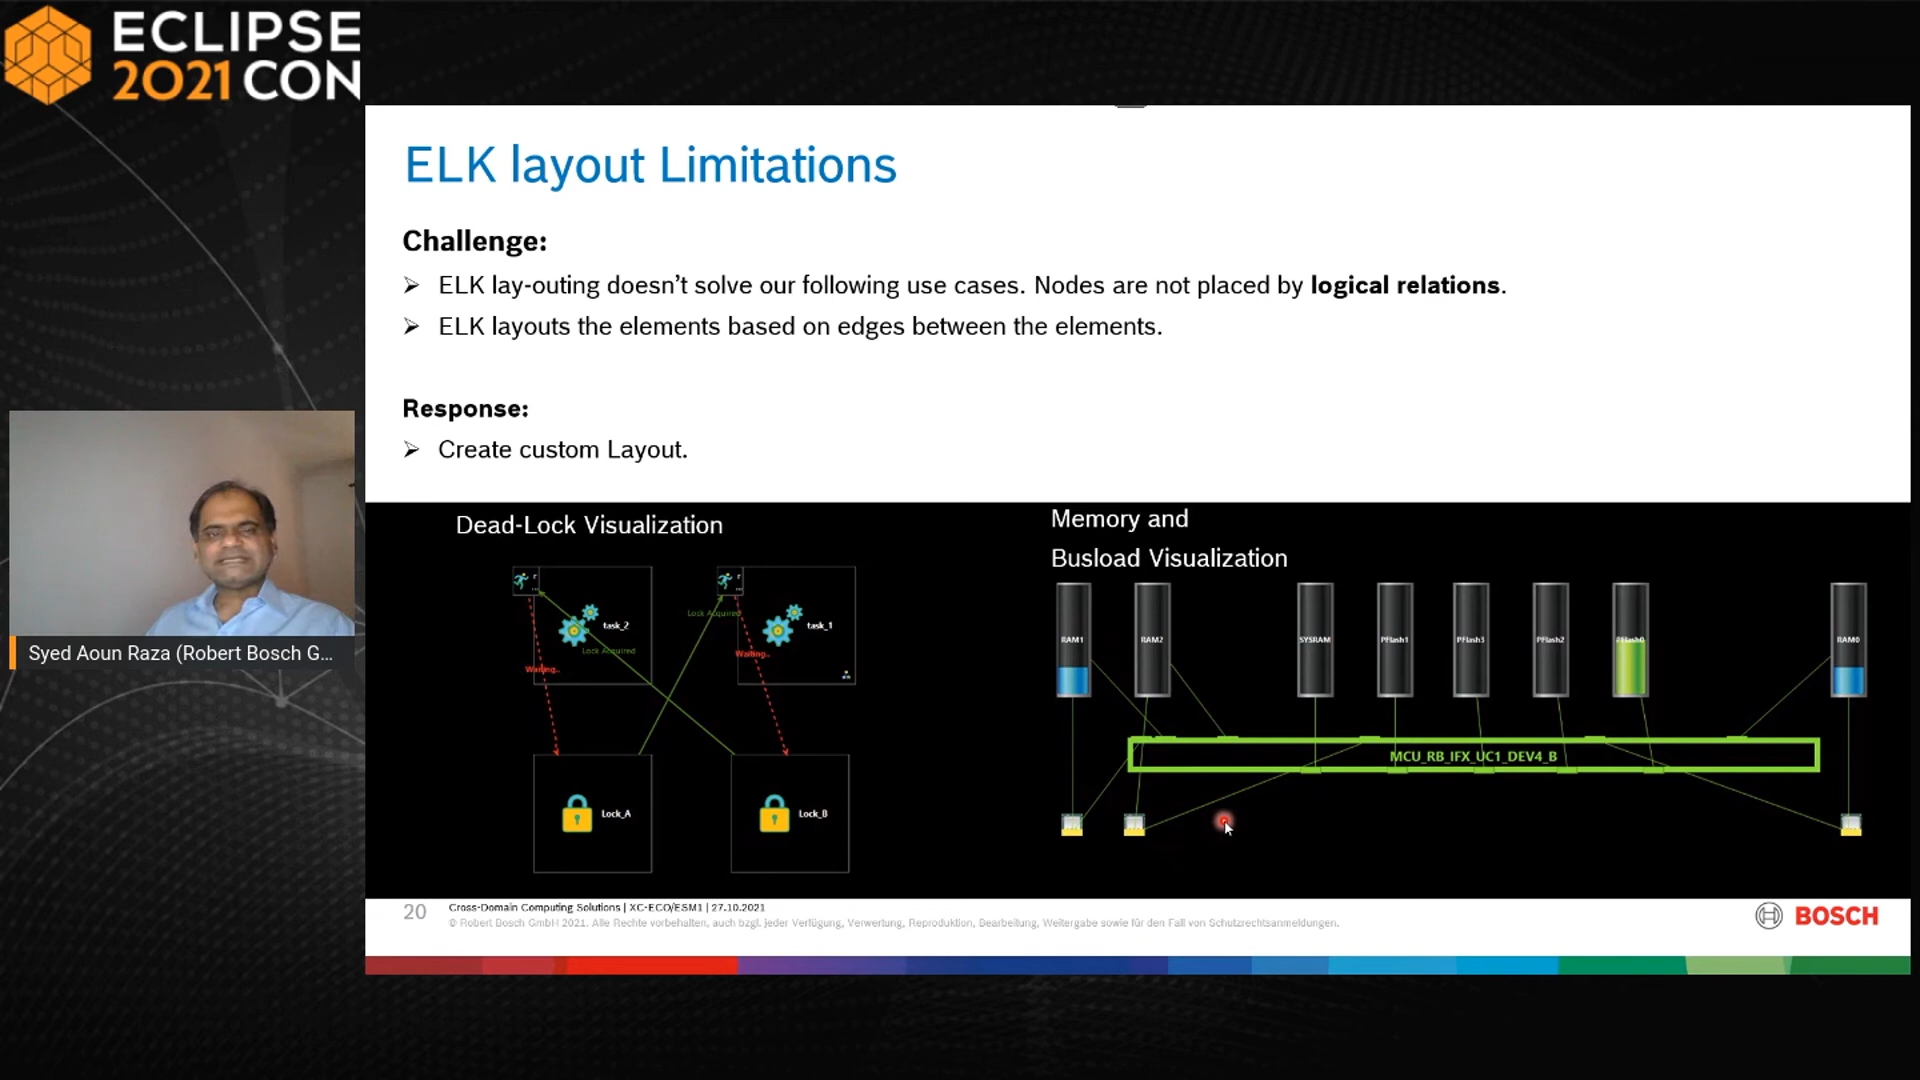 ECLIPSE
2021 CON
ELK layout Limitations
Challenge:
ELK lay-outing doesn't solve our following use cases. Nodes are not placed by logical relations.
ELK layouts the elements based on edges between the elements.
Response:
Create custom Layout.
Dead-Lock Visualization
task_2
Lock Acquired
Waiting..
Lock Acquired
task_1
Waiting..
Lock_A
Lock_B
Memory and
Busload Visualization
RAM1
RAM2
SYSRAM
PFlash1
PFlash3
PFlash2
PFlash0
RAM0
MCU_RB_IFX_UC1_DEV4_B
Syed Aoun Raza (Robert Bosch G...
20
Cross-Domain Computing Solutions | XC-ECO/ESM1 | 27.10.2021
© Robert Bosch GmbH 2021. Alle Rechte vorbehalten, auch bzgl. jeder Verfügung, Verwertung, Reproduktion, Bearbeitung, Weitergabe sowie für den Fall von Schutzrechtsanmeldungen.
BOSCH